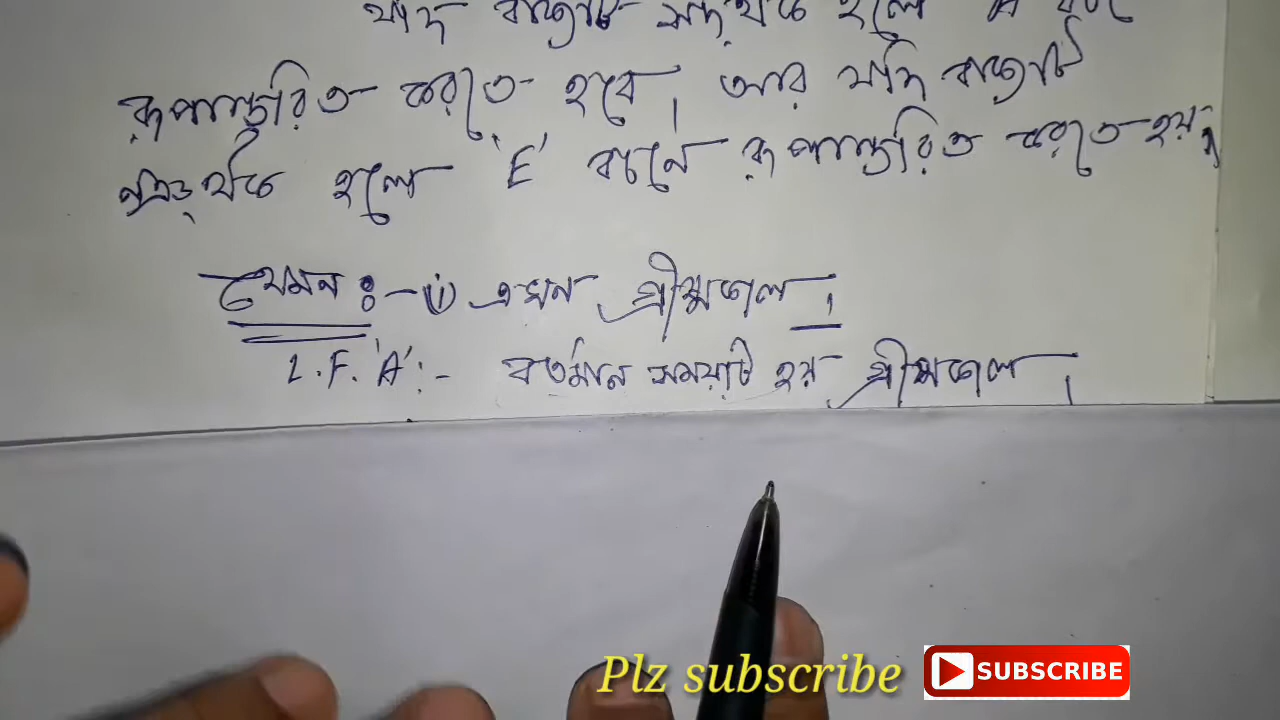 যদি বাক্যটি সদর্থক হলে 'A'
রূপান্তরিত করতে হবে। আর যদি বাক্যটি
নঞর্থক হলে 'E' বচনে রূপান্তরিত করতে হয়।
যেমন ঃ- (i) এখন গ্রীষ্মকাল।
L.F. 'A' :- বর্তমান সময়টি হয় গ্রীষ্মকাল।
Plz subscribe SUBSCRIBE